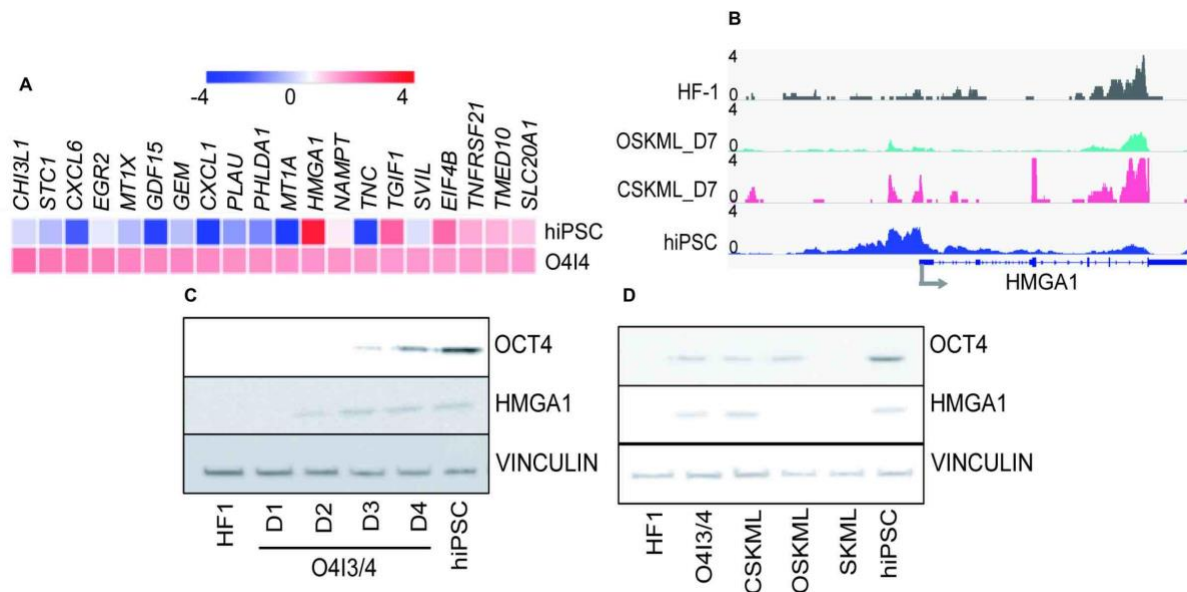 A
-4 0 4
CHI3L1 STC1 CXCL6 EGR2 MT1X GDF15 GEM CXCL1 PLAU PHLDA1 MT1A HMGA1 NAMPT TNC TGIF1 SVIL EIF4B TNFRSF21 TMED10 SLC20A1
hiPSC
O4I4
B
4
HF-1 0
4
OSKML_D7 0
4
CSKML_D7 0
4
hiPSC 0
HMGA1
C
OCT4
HMGA1
VINCULIN
HF1 D1 D2 D3 D4 hiPSC
O4I3/4
D
OCT4
HMGA1
VINCULIN
HF1 O4I3/4 CSKML OSKML SKML hiPSC